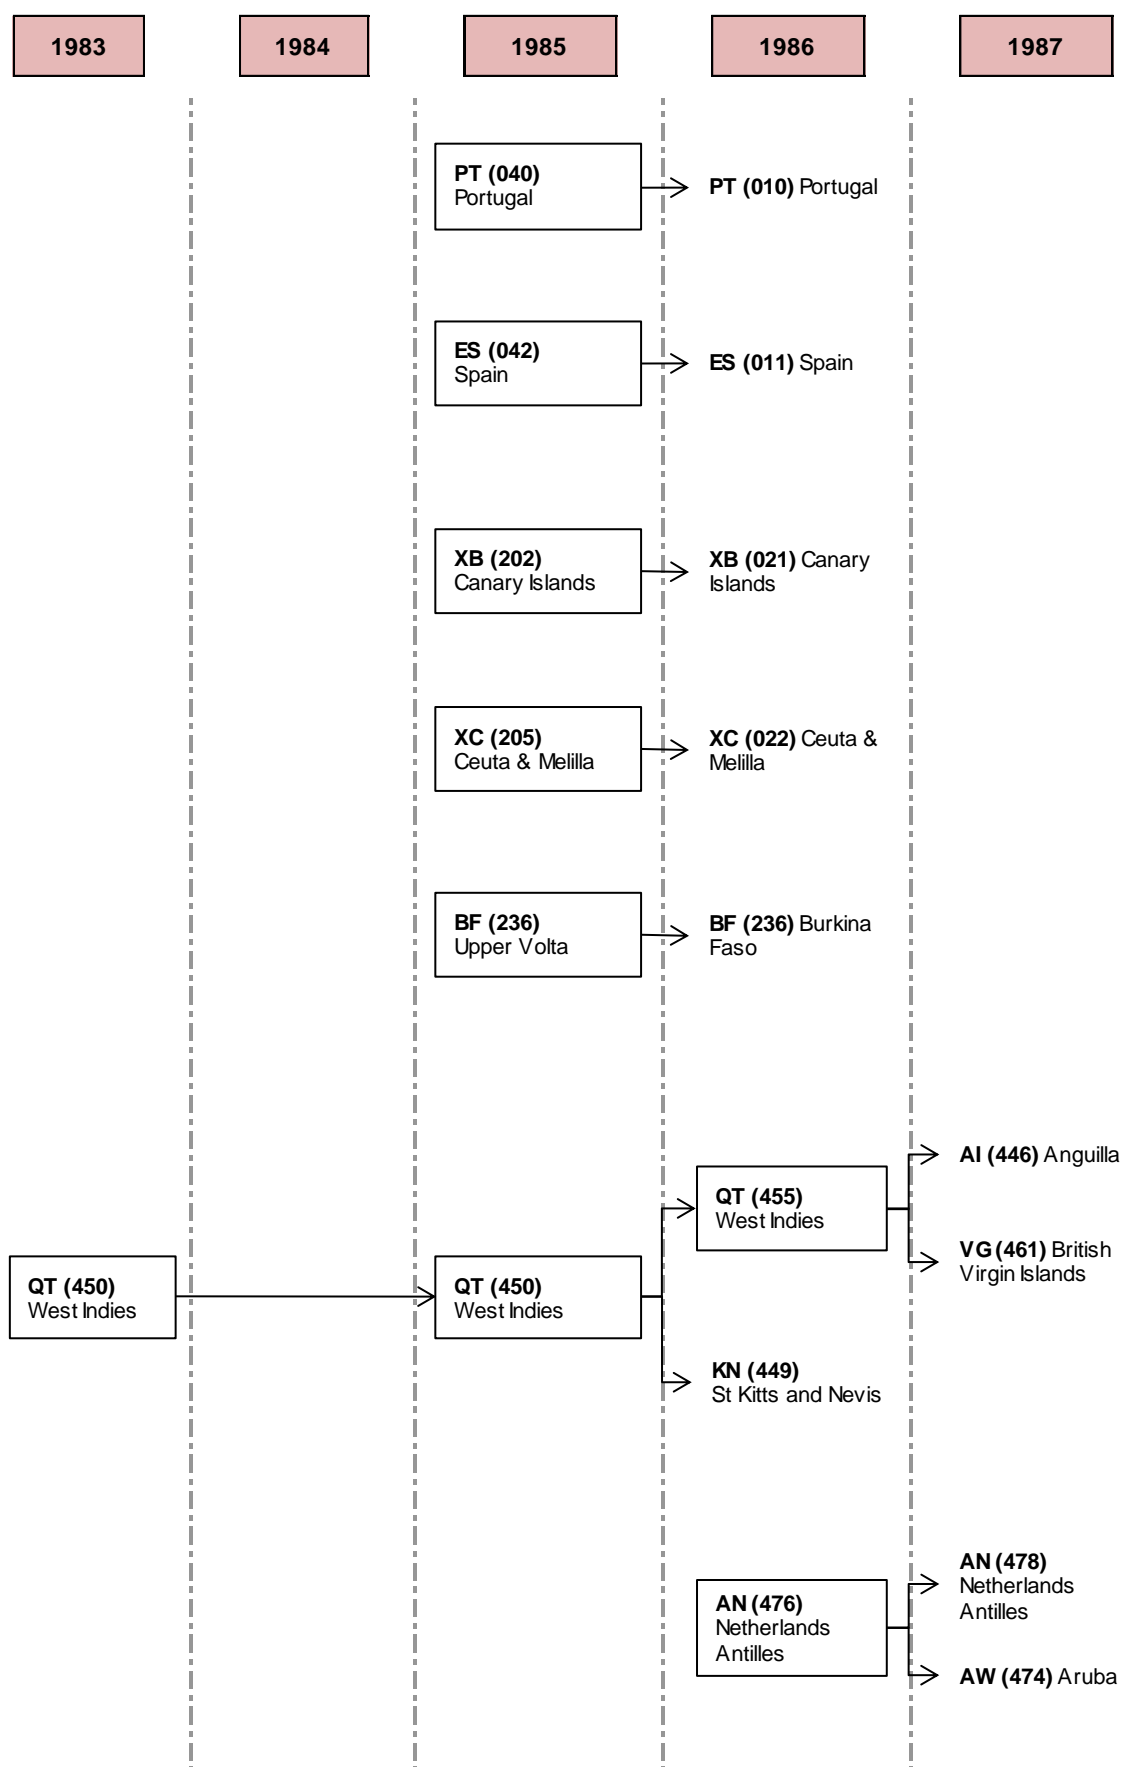 1983
1984
1985
1986
1987
PT (040)
Portugal
PT (010) Portugal
ES (042)
Spain
ES (011) Spain
XB (202)
Canary Islands
XB (021) Canary
Islands
XC (205)
Ceuta & Melilla
XC (022) Ceuta &
Melilla
BF (236)
Upper Volta
BF (236) Burkina
Faso
AI (446) Anguilla
QT (455)
West Indies
VG (461) British
Virgin Islands
QT (450)
West Indies
QT (450)
West Indies
KN (449)
St Kitts and Nevis
AN (478)
Netherlands
Antilles
AN (476)
Netherlands
Antilles
AW (474) Aruba